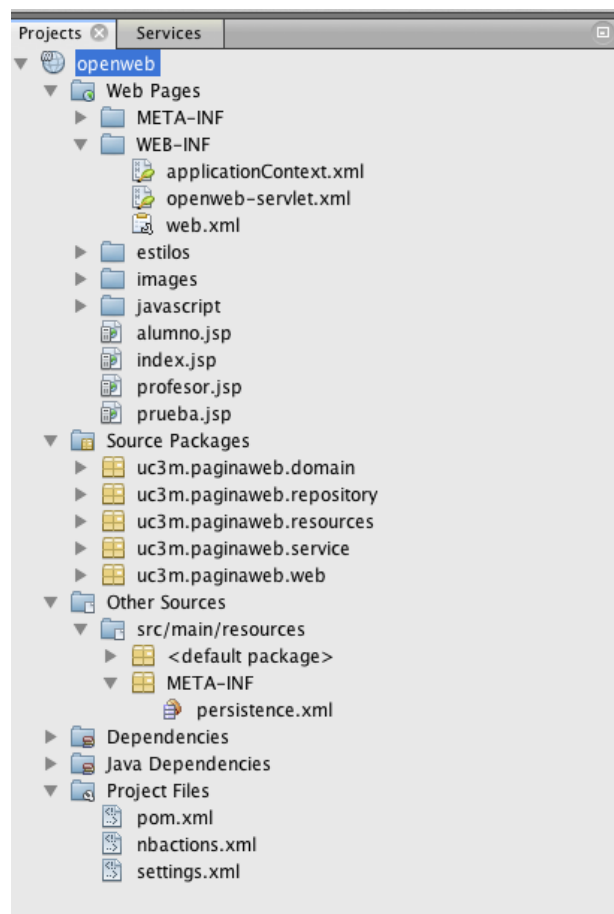 Projects Services
openweb
Web Pages
META-INF
WEB-INF
applicationContext.xml
openweb-servlet.xml
web.xml
estilos
images
javascript
alumno.jsp
index.jsp
profesor.jsp
prueba.jsp
Source Packages
uc3m.paginaweb.domain
uc3m.paginaweb.repository
uc3m.paginaweb.resources
uc3m.paginaweb.service
uc3m.paginaweb.web
Other Sources
src/main/resources
<default package>
META-INF
persistence.xml
Dependencies
Java Dependencies
Project Files
pom.xml
nbactions.xml
settings.xml